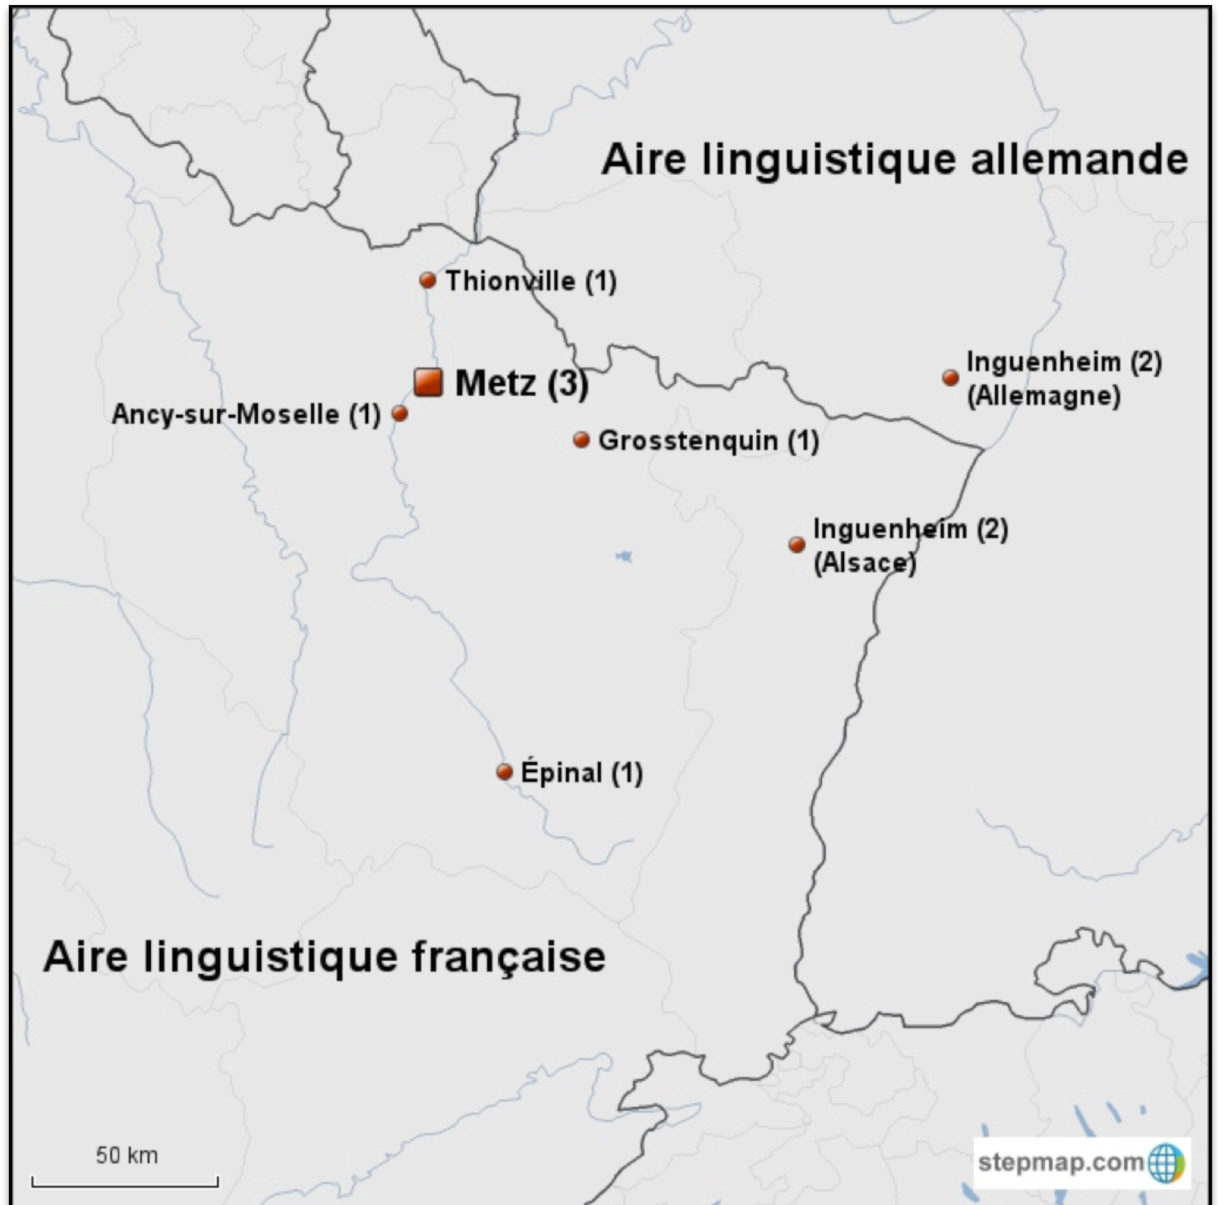 Aire linguistique allemande
Thionville (1)
Inguenheim (2)
(Allemagne)
Metz (3)
Ancy-sur-Moselle (1)
Grosstenquin (1)
Inguenheim (2)
(Alsace)
Épinal (1)
Aire linguistique française
50 km
stepmap.com